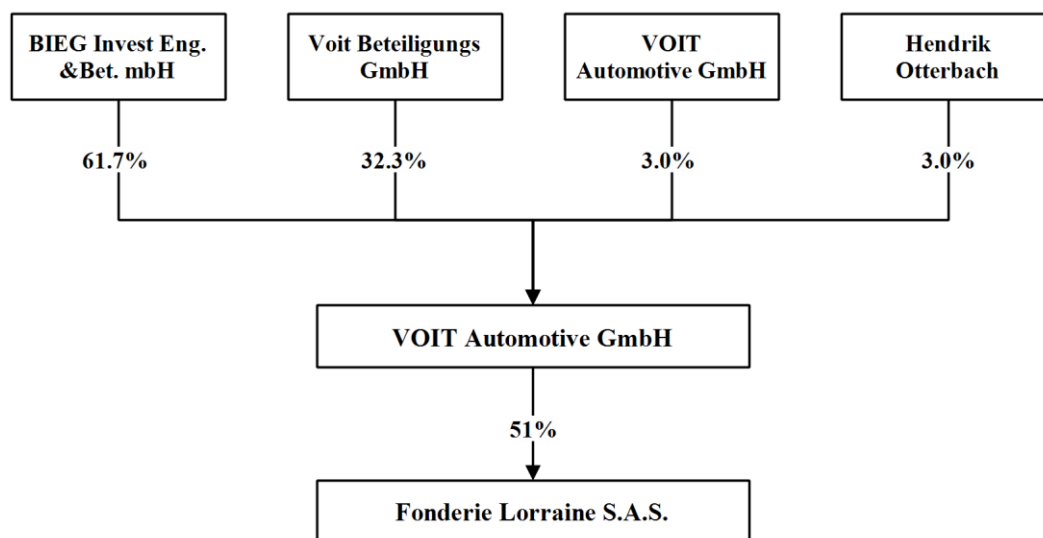 BIEG Invest Eng.
&Bet. mbH
Voit Beteiligungs
GmbH
VOIT
Automotive GmbH
Hendrik
Otterbach
61.7%
32.3%
3.0%
3.0%
VOIT Automotive GmbH
51%
Fonderie Lorraine S.A.S.